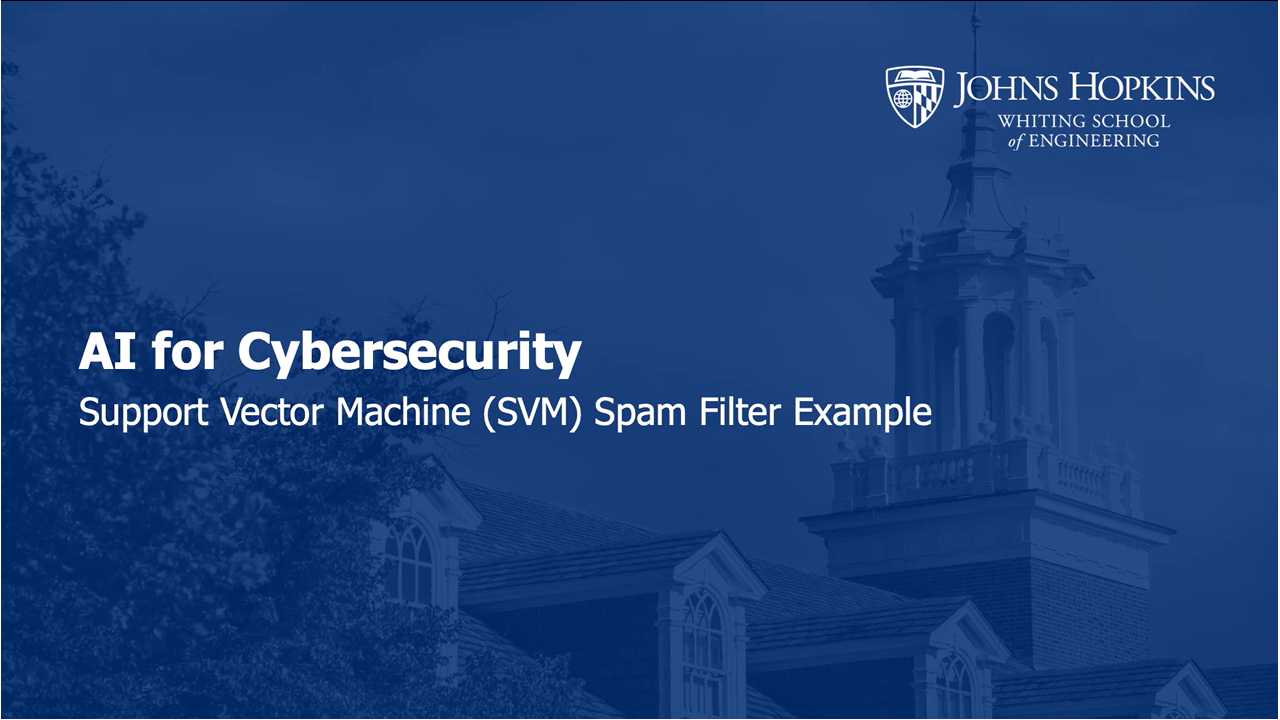 JOHNS HOPKINS
WHITING SCHOOL
of ENGINEERING
AI for Cybersecurity
Support Vector Machine (SVM) Spam Filter Example